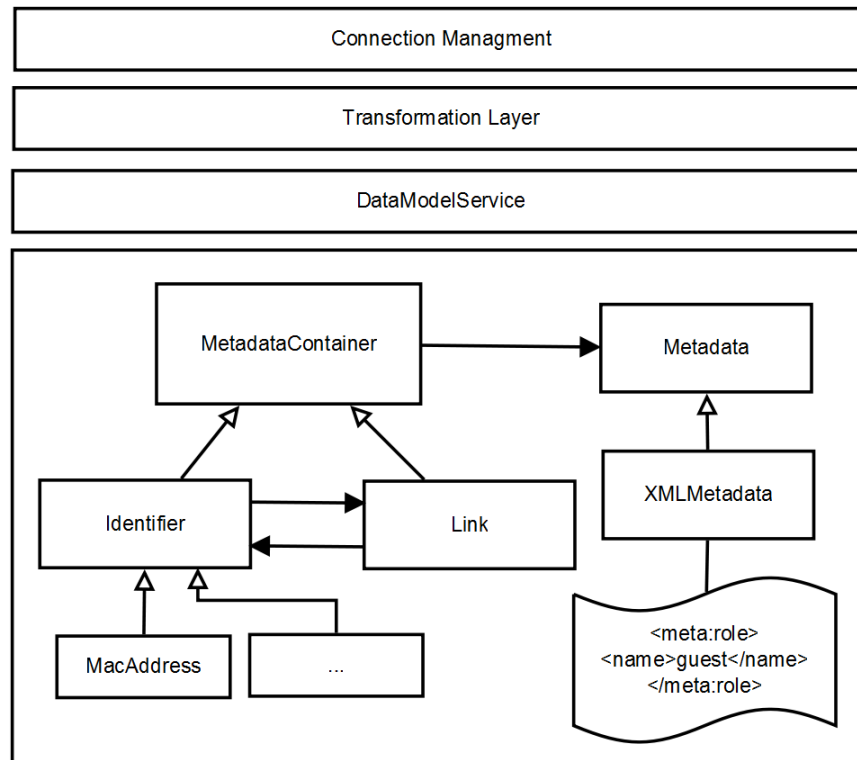 Connection Managment
Transformation Layer
DataModelService
MetadataContainer
Metadata
Identifier
Link
XMLMetadata
MacAddress
...
<meta:role>
<name>guest</name>
</meta:role>